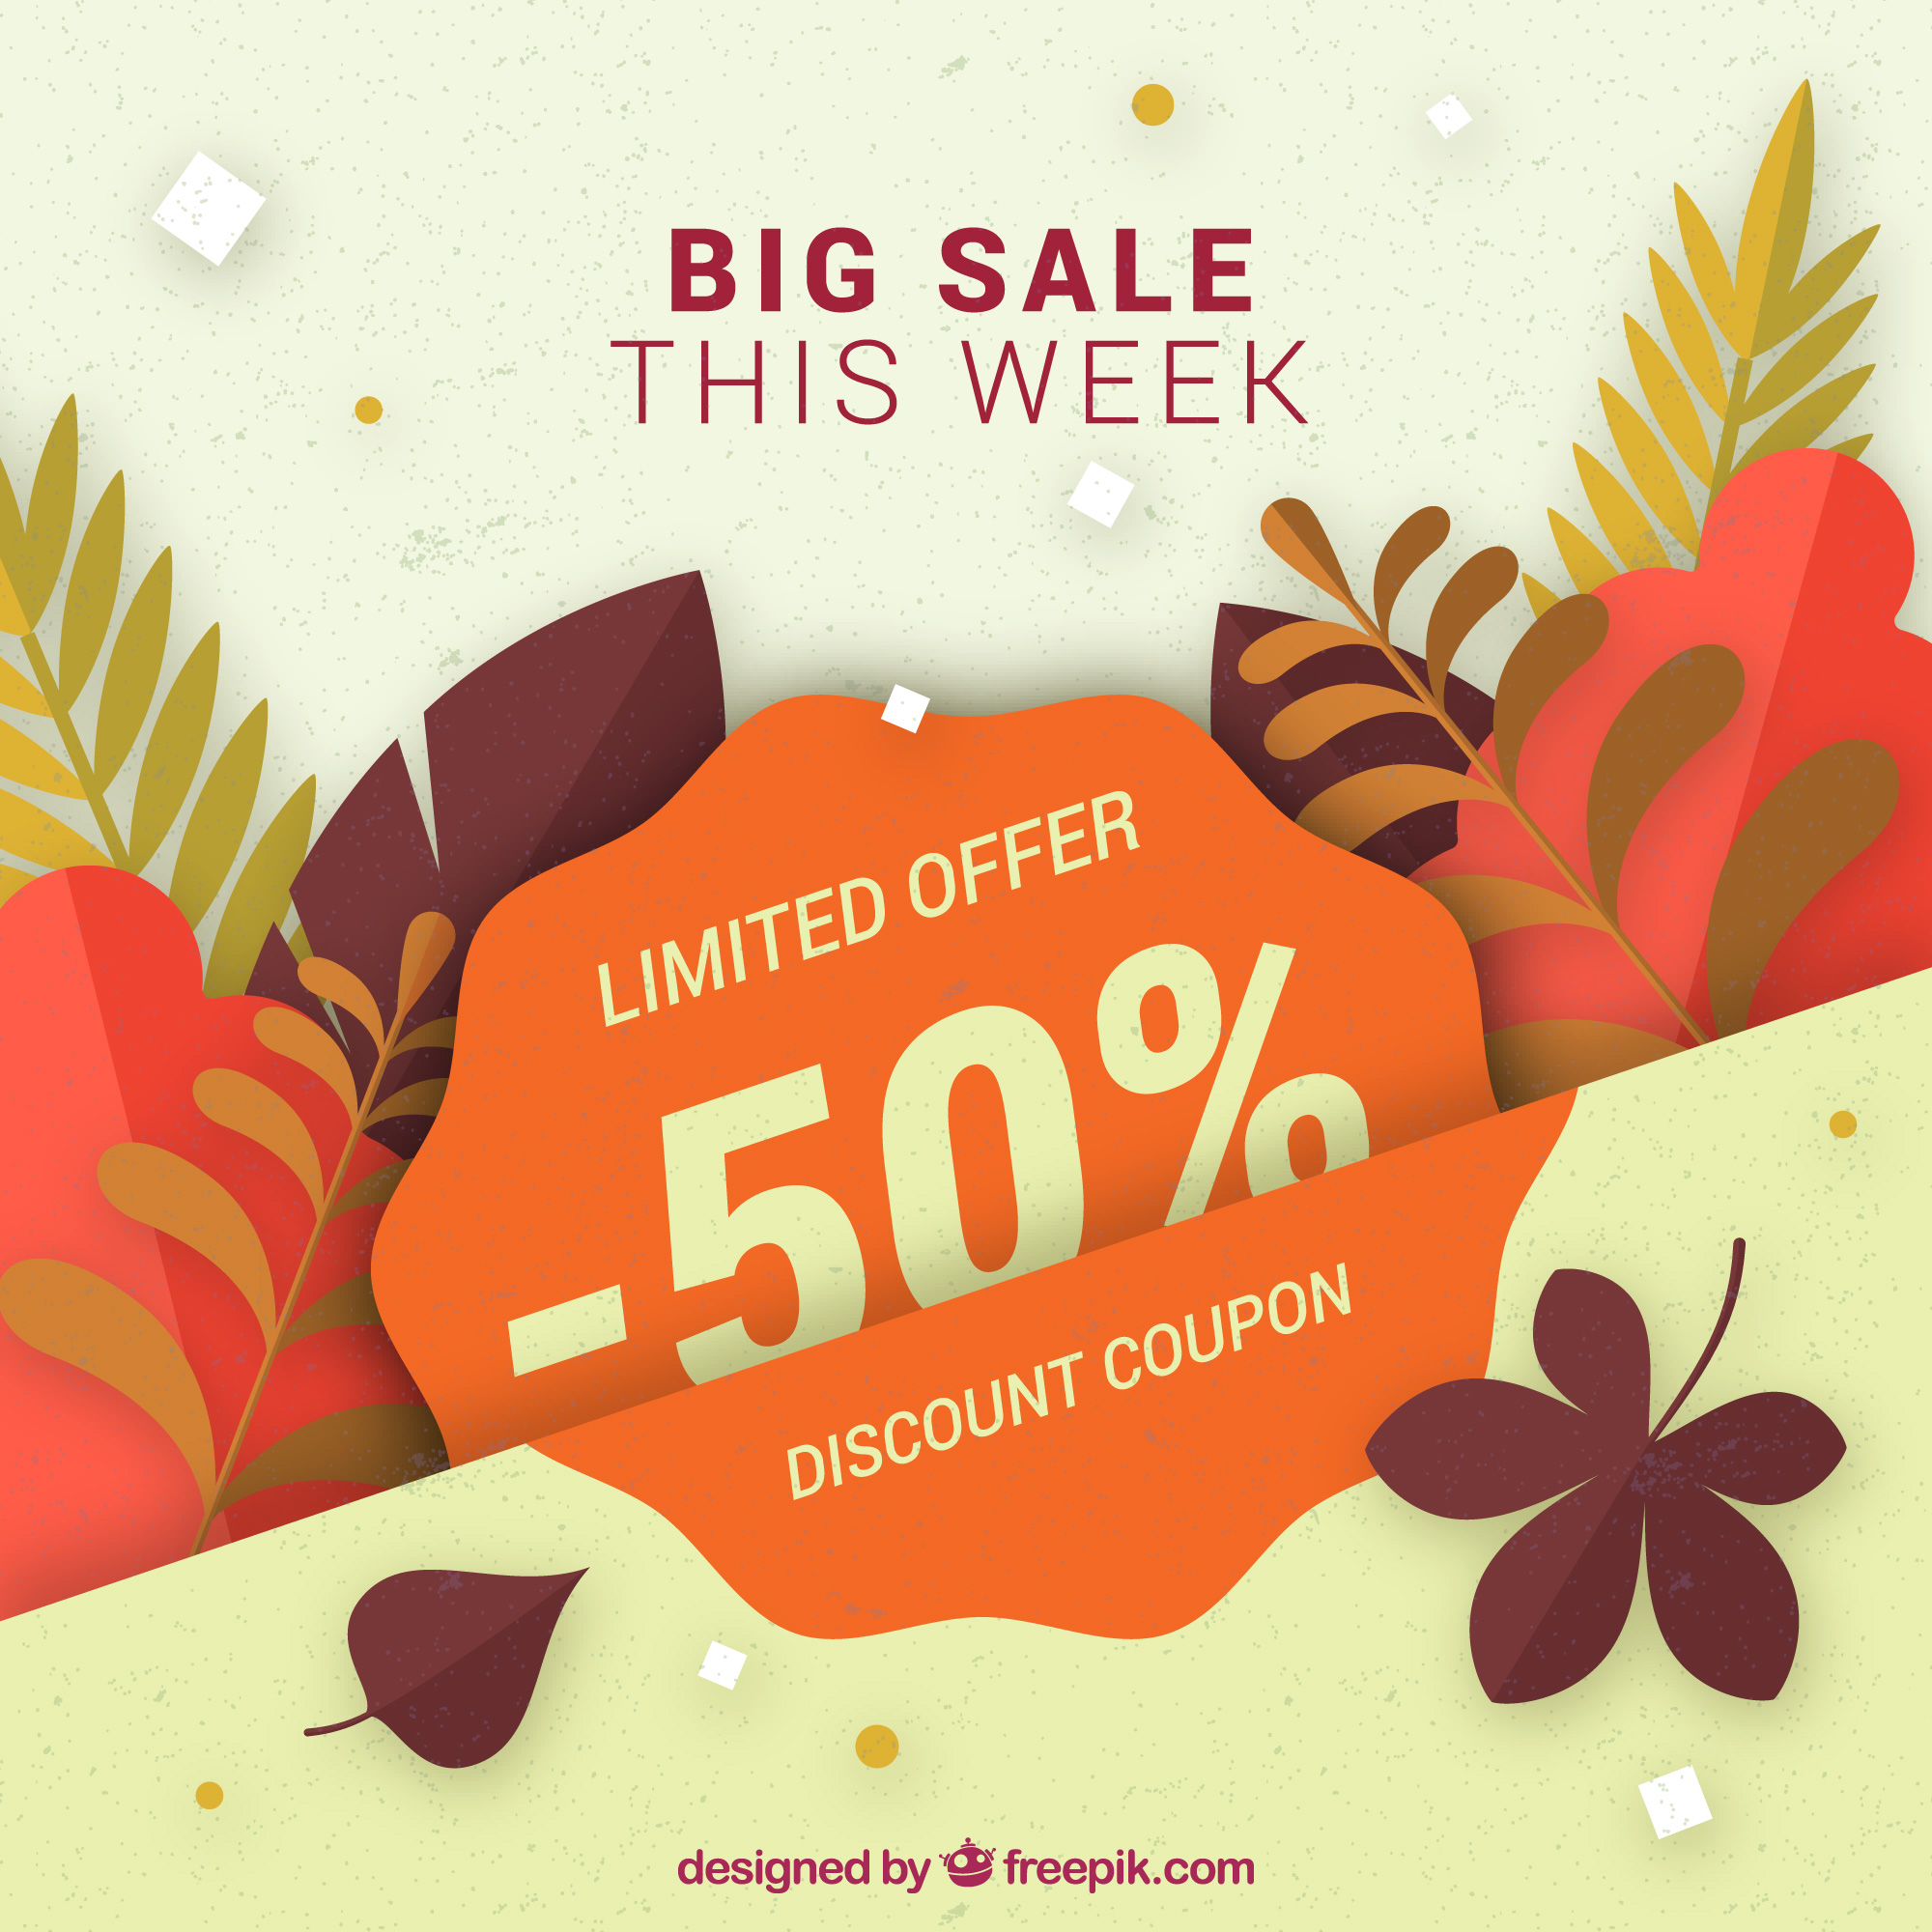 BIG SALE
THIS WEEK
LIMITED OFFER
-50%
DISCOUNT COUPON
designed by freepik.com